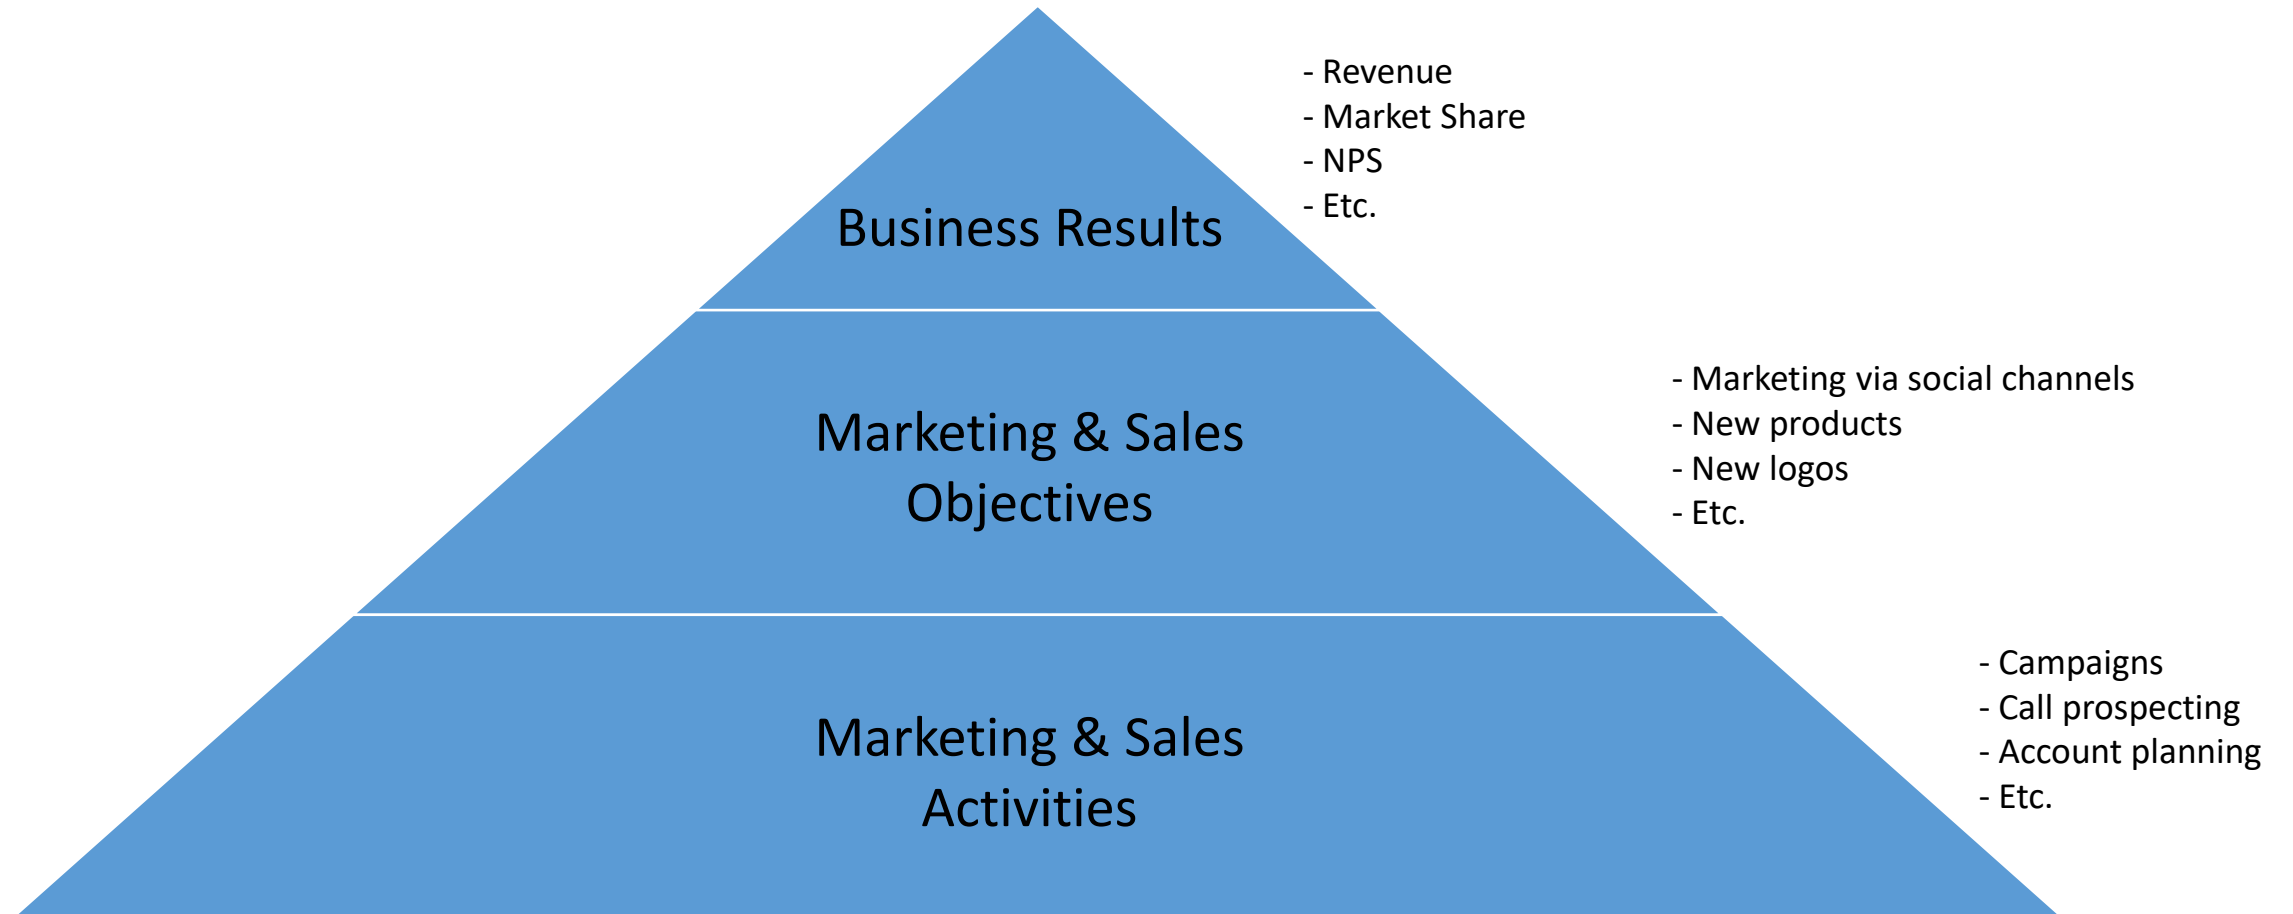 Business Results
- Revenue
- Market Share
- NPS
- Etc.
Marketing & Sales
Objectives
- Marketing via social channels
- New products
- New logos
- Etc.
Marketing & Sales
Activities
- Campaigns
- Call prospecting
- Account planning
- Etc.